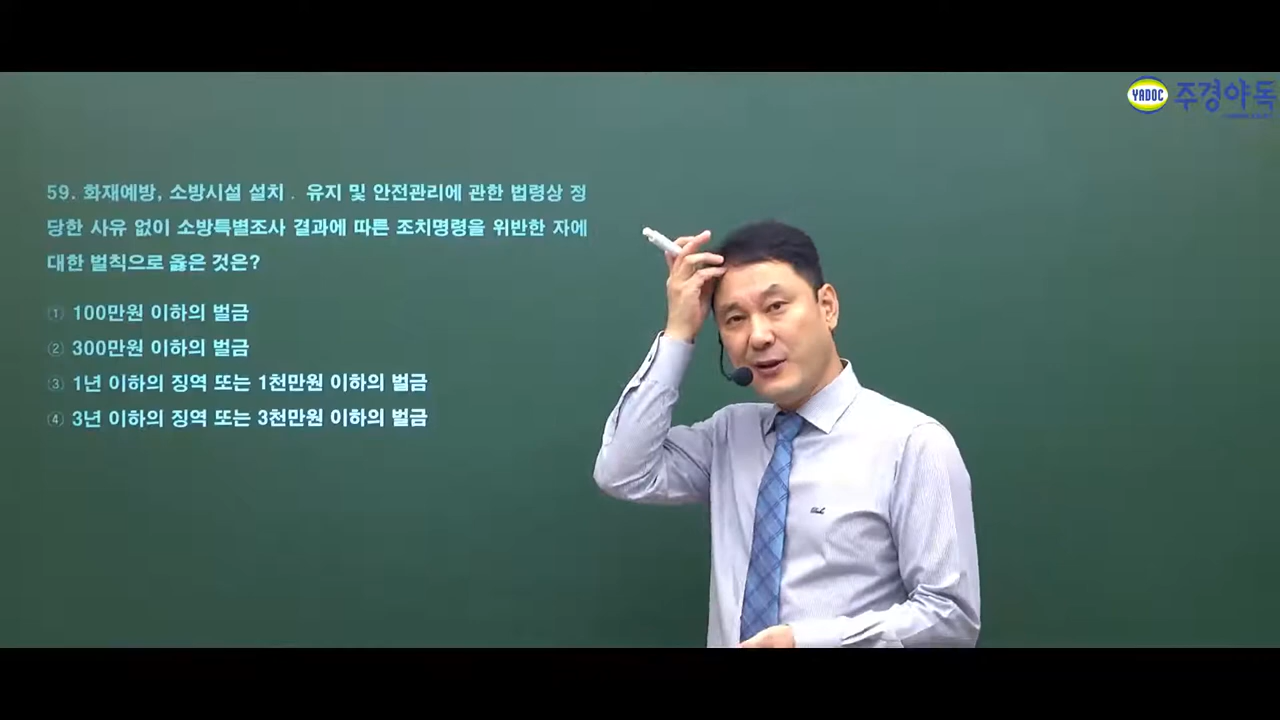 YADOC 주경야독
59. 화재예방, 소방시설 설치 . 유지 및 안전관리에 관한 법령상 정
당한 사유 없이 소방특별조사 결과에 따른 조치명령을 위반한 자에
대한 벌칙으로 옳은 것은?
① 100만원 이하의 벌금
② 300만원 이하의 벌금
③ 1년 이하의 징역 또는 1천만원 이하의 벌금
④ 3년 이하의 징역 또는 3천만원 이하의 벌금